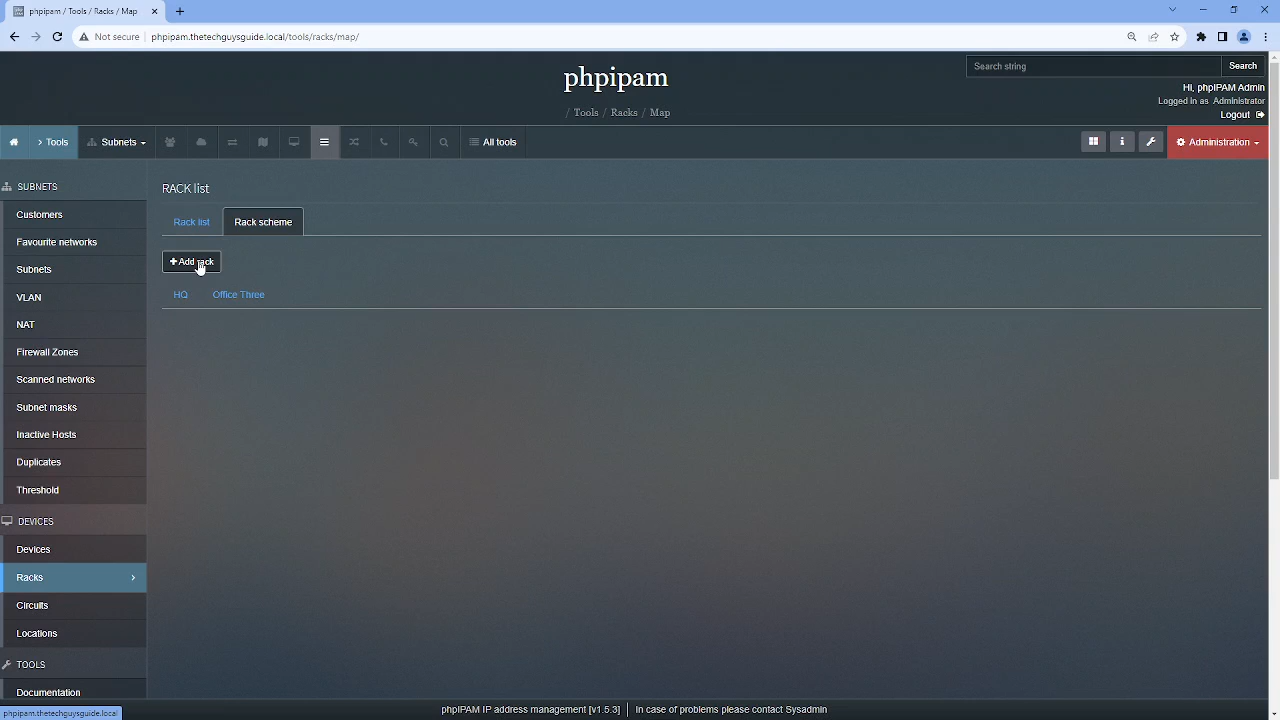 phpipam / Tools / Racks / Map
Not secure
phpipam.thetechguysguide.local/tools/racks/map/
phpipam
/ Tools / Racks / Map
Search string
Search
Hi, phpIPAM Admin
Logged in as Administrator
Logout
Tools
Subnets
All tools
Administration
SUBNETS
Customers
Favourite networks
Subnets
VLAN
NAT
Firewall Zones
Scanned networks
Subnet masks
Inactive Hosts
Duplicates
Threshold
DEVICES
Devices
Racks
Circuits
Locations
TOOLS
Documentation
RACK list
Rack list
Rack scheme
Add rack
HQ
Office Three
phpipam.thetechguysguide.local
phpIPAM IP address management [v1.5.3]
In case of problems please contact Sysadmin